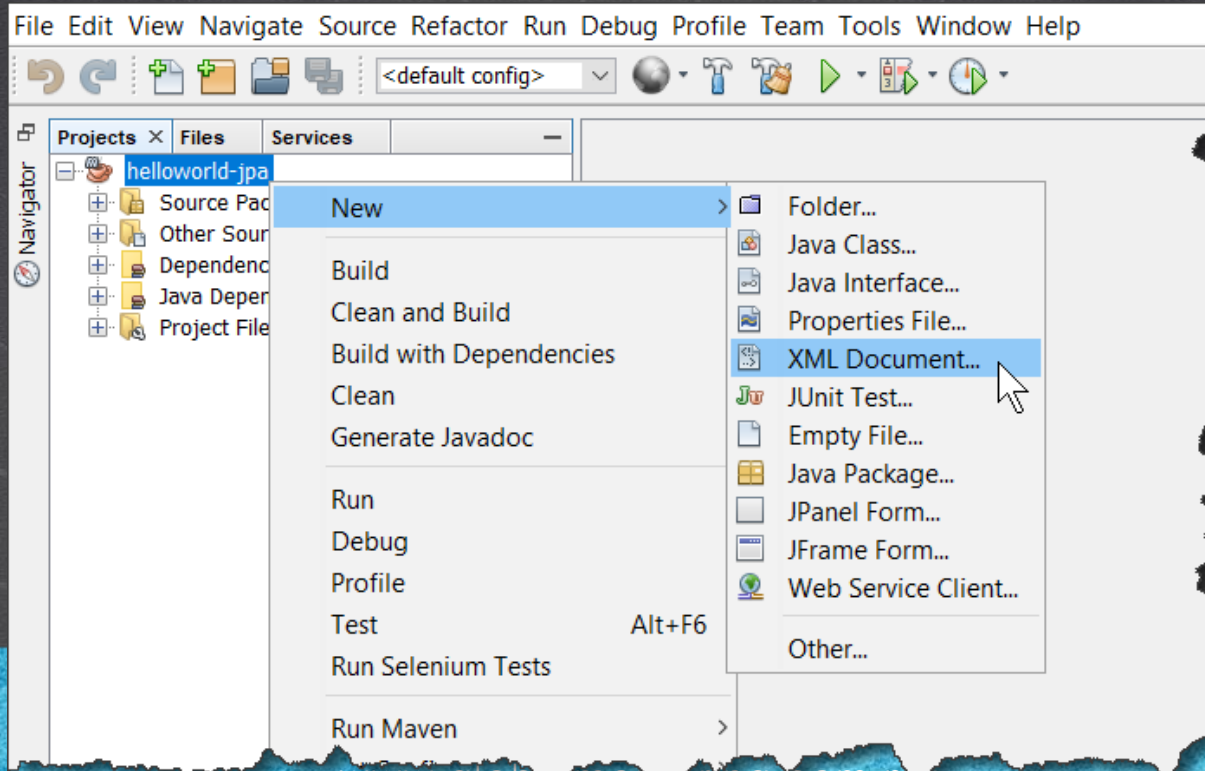 File Edit View Navigate Source Refactor Run Debug Profile Team Tools Window Help
<default config>
Projects Files Services
Navigator
helloworld-jpa
Source Pac
Other Sour
Dependenc
Java Deper
Project File
New
Build
Clean and Build
Build with Dependencies
Clean
Generate Javadoc
Run
Debug
Profile
Test Alt+F6
Run Selenium Tests
Run Maven
Folder...
Java Class...
Java Interface...
Properties File...
XML Document...
JUnit Test...
Empty File...
Java Package...
JPanel Form...
JFrame Form...
Web Service Client...
Other...